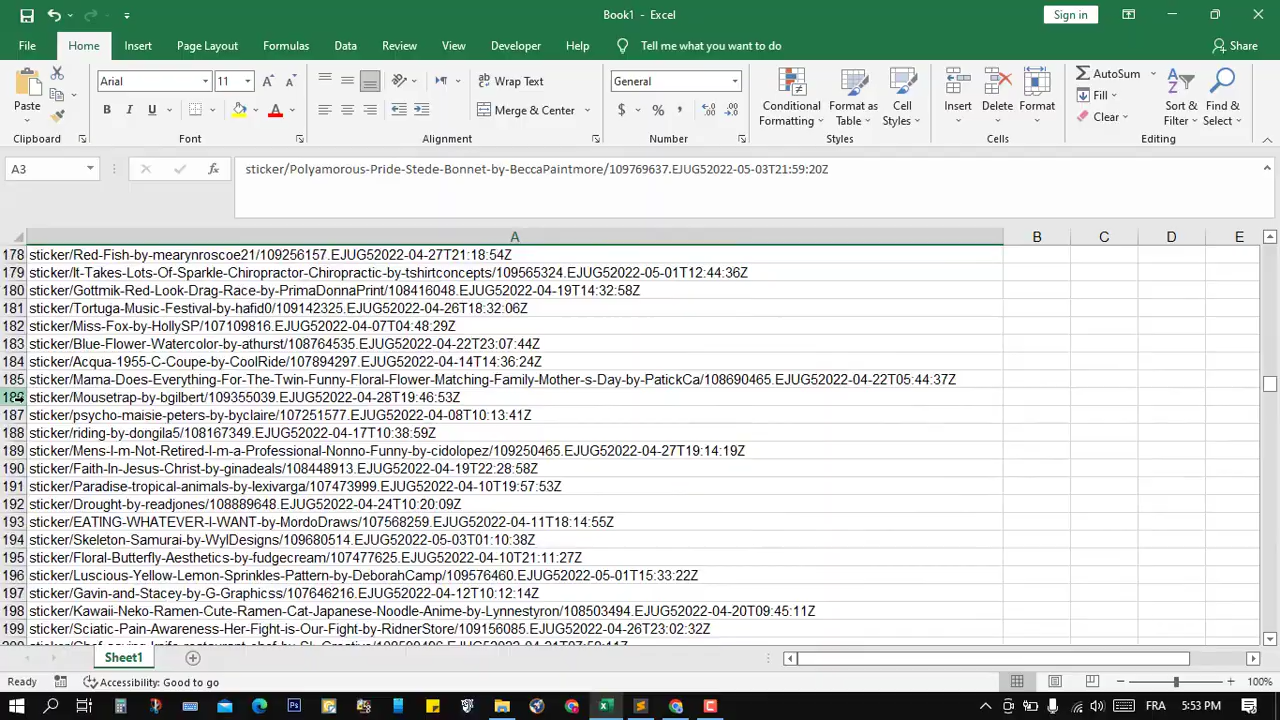 Book1 - Excel
Sign in
File Home Insert Page Layout Formulas Data Review View Developer Help Tell me what you want to do Share
Paste
Arial 11
B I U A
Wrap Text
Merge & Center
General
$ % ,
Conditional Formatting
Format as Table
Cell Styles
Insert Delete Format
AutoSum
Fill
Clear
Sort & Filter
Find & Select
Clipboard Font Alignment Number Styles Cells Editing
A3 fx sticker/Polyamorous-Pride-Stede-Bonnet-by-BeccaPaintmore/109769637.EJUG52022-05-03T21:59:20Z
A B C D E
178 sticker/Red-Fish-by-mearynroscoe21/109256157.EJUG52022-04-27T21:18:54Z
179 sticker/It-Takes-Lots-Of-Sparkle-Chiropractor-Chiropractic-by-tshirtconcepts/109565324.EJUG52022-05-01T12:44:36Z
180 sticker/Gottmik-Red-Look-Drag-Race-by-PrimaDonnaPrint/108416048.EJUG52022-04-19T14:32:58Z
181 sticker/Tortuga-Music-Festival-by-hafid0/109142325.EJUG52022-04-26T18:32:06Z
182 sticker/Miss-Fox-by-HollySP/107109816.EJUG52022-04-07T04:48:29Z
183 sticker/Blue-Flower-Watercolor-by-athurst/108764535.EJUG52022-04-22T23:07:44Z
184 sticker/Acqua-1955-C-Coupe-by-CoolRide/107894297.EJUG52022-04-14T14:36:24Z
185 sticker/Mama-Does-Everything-For-The-Twin-Funny-Floral-Flower-Matching-Family-Mother-s-Day-by-PatickCa/108690465.EJUG52022-04-22T05:44:37Z
186 sticker/Mousetrap-by-bgilbert/109355039.EJUG52022-04-28T19:46:53Z
187 sticker/psycho-maisie-peters-by-byclaire/107251577.EJUG52022-04-08T10:13:41Z
188 sticker/riding-by-dongila5/108167349.EJUG52022-04-17T10:38:59Z
189 sticker/Mens-I-m-Not-Retired-I-m-a-Professional-Nonno-Funny-by-cidolopez/109250465.EJUG52022-04-27T19:14:19Z
190 sticker/Faith-In-Jesus-Christ-by-ginadeals/108448913.EJUG52022-04-19T22:28:58Z
191 sticker/Paradise-tropical-animals-by-lexivarga/107473999.EJUG52022-04-10T19:57:53Z
192 sticker/Drought-by-readjones/108889648.EJUG52022-04-24T10:20:09Z
193 sticker/EATING-WHATEVER-I-WANT-by-MordoDraws/107568259.EJUG52022-04-11T18:14:55Z
194 sticker/Skeleton-Samurai-by-WylDesigns/109680514.EJUG52022-05-03T01:10:38Z
195 sticker/Floral-Butterfly-Aesthetics-by-fudgecream/107477625.EJUG52022-04-10T21:11:27Z
196 sticker/Luscious-Yellow-Lemon-Sprinkles-Pattern-by-DeborahCamp/109576460.EJUG52022-05-01T15:33:22Z
197 sticker/Gavin-and-Stacey-by-G-Graphicss/107646216.EJUG52022-04-12T10:12:14Z
198 sticker/Kawaii-Neko-Ramen-Cute-Ramen-Cat-Japanese-Noodle-Anime-by-Lynnestyron/108503494.EJUG52022-04-20T09:45:11Z
199 sticker/Sciatic-Pain-Awareness-Her-Fight-is-Our-Fight-by-RidnerStore/109156085.EJUG52022-04-26T23:02:32Z
Sheet1
Ready Accessibility: Good to go 100%
FR 5:53 PM